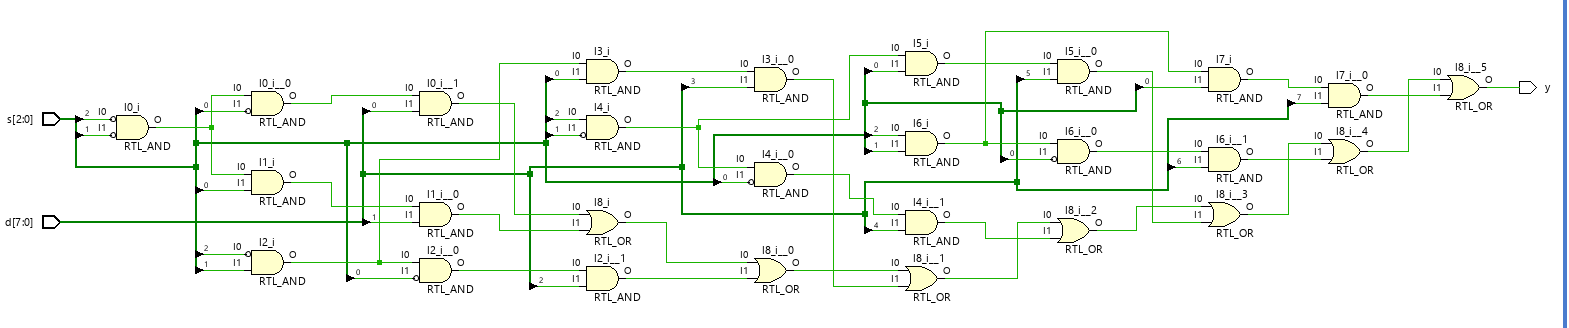 s[2:0]
d[7:0]
I0_i
2 I0 O
1 I1
RTL_AND
I0_i__0
I0 O
0 I1
RTL_AND
I1_i
I0 O
0 I1
RTL_AND
I2_i
2 I0 O
1 I1
RTL_AND
I0_i__1
I0 O
0 I1
RTL_AND
I1_i__0
I0 O
1 I1
RTL_AND
I2_i__0
I0 O
0 I1
RTL_AND
I3_i
I0 O
0 I1
RTL_AND
I4_i
2 I0 O
1 I1
RTL_AND
I8_i
I0 O
I1
RTL_OR
I2_i__1
I0 O
2 I1
RTL_AND
I3_i__0
I0 O
3 I1
RTL_AND
I4_i__0
I0 O
0 I1
RTL_AND
I8_i__0
I0 O
I1
RTL_OR
I5_i
I0 O
0 I1
RTL_AND
I6_i
2 I0 O
1 I1
RTL_AND
I4_i__1
I0 O
4 I1
RTL_AND
I8_i__1
I0 O
I1
RTL_OR
I5_i__0
I0 O
5 I1
RTL_AND
I6_i__0
I0 O
0 I1
RTL_AND
I8_i__2
I0 O
I1
RTL_OR
I7_i
I0 O
0 I1
RTL_AND
I6_i__1
I0 O
6 I1
RTL_AND
I8_i__3
I0 O
I1
RTL_OR
I7_i__0
I0 O
7 I1
RTL_AND
I8_i__4
I0 O
I1
RTL_OR
I8_i__5
I0 O
I1
RTL_OR
y